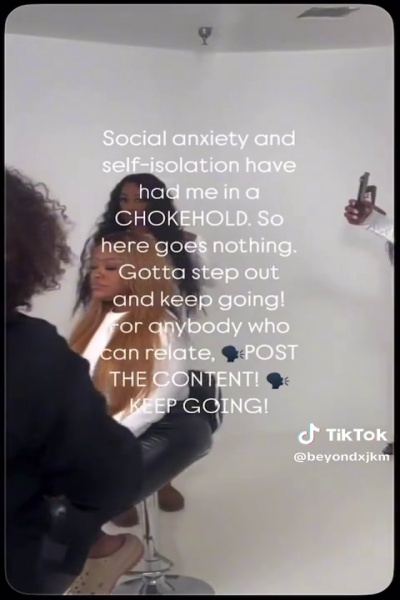 Social anxiety and
self-isolation have
had me in a
CHOKEHOLD. So
here goes nothing.
Gotta step out
and keep going!
For anybody who
can relate, 🗣️POST
THE CONTENT! 🗣️
KEEP GOING!
TikTok
@beyondxjkm